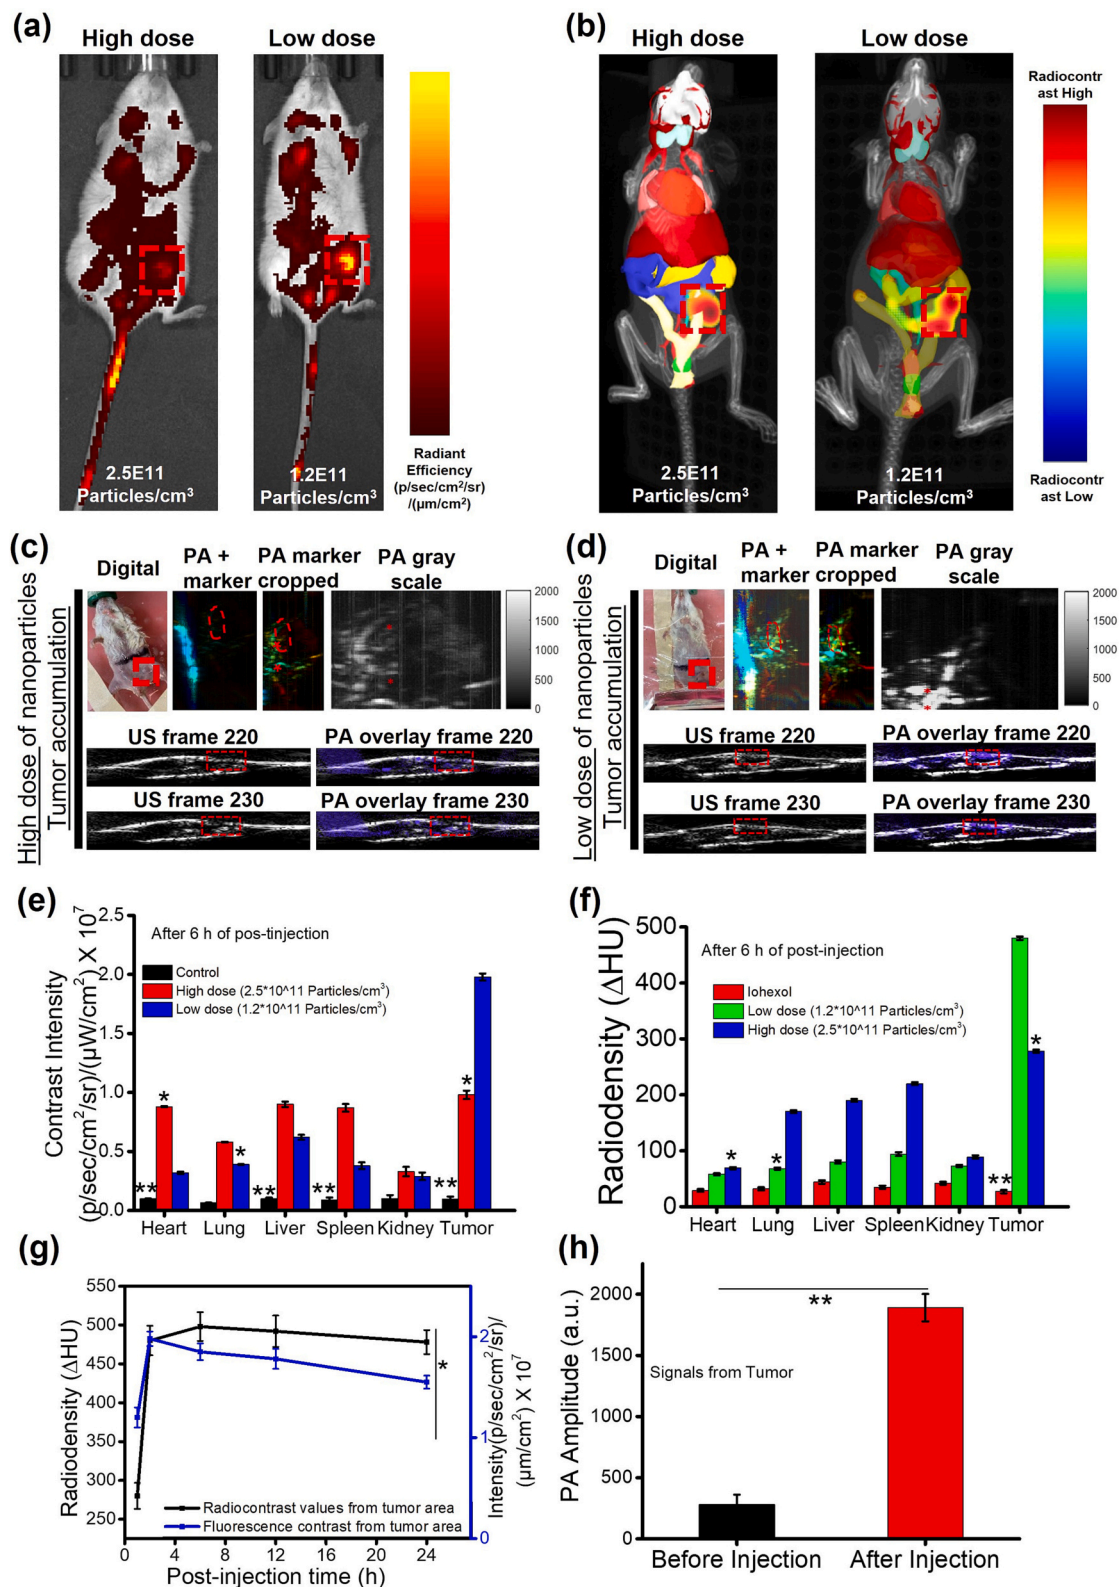 (a)
High dose
Low dose
2.5E11
Particles/cm³
1.2E11
Particles/cm³
Radiant
Efficiency
(p/sec/cm²/sr)
/(µm/cm²)
(b)
High dose
Low dose
2.5E11
Particles/cm³
1.2E11
Particles/cm³
Radiocontr
ast High
Radiocontr
ast Low
(c)
High dose of nanoparticles
Tumor accumulation
Digital
PA +
marker
PA marker
cropped
PA gray
scale
2000
1500
1000
500
0
US frame 220
PA overlay frame 220
US frame 230
PA overlay frame 230
(d)
Low dose of nanoparticles
Tumor accumulation
Digital
PA +
marker
PA marker
cropped
PA gray
scale
2000
1500
1000
500
0
US frame 220
PA overlay frame 220
US frame 230
PA overlay frame 230
(e)
Contrast Intensity
(p/sec/cm²/sr)/(µW/cm²) X 10⁷
2.5
2.0
1.5
1.0
0.5
0.0
After 6 h of pos-tinjection
Control
High dose (2.5*10^11 Particles/cm³)
Low dose (1.2*10^11 Particles/cm³)
**
*
*
**
**
**
*
Heart
Lung
Liver
Spleen
Kidney
Tumor
(f)
Radiodensity (ΔHU)
500
400
300
200
100
0
After 6 h of post-injection
Iohexol
Low dose (1.2*10^11 Particles/cm³)
High dose (2.5*10^11 Particles/cm³)
*
*
**
*
Heart
Lung
Liver
Spleen
Kidney
Tumor
(g)
Radiodensity (ΔHU)
550
500
450
400
350
300
250
*
2
1
0
Intensity(p/sec/cm²/sr)/
(µm/cm²) X 10⁷
Radiocontrast values from tumor area
Fluorescence contrast from tumor area
0
4
8
12
16
20
24
Post-injection time (h)
(h)
PA Amplitude (a.u.)
2000
1500
1000
500
0
**
Signals from Tumor
Before Injection
After Injection